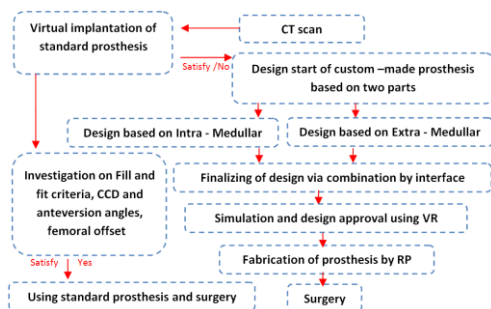 Virtual implantation of
standard prosthesis
CT scan
Satisfy /No
Design start of custom –made prosthesis
based on two parts
Design based on Intra - Medullar
Design based on Extra - Medullar
Investigation on Fill and
fit criteria, CCD and
anteversion angles,
femoral offset
Finalizing of design via combination by interface
Simulation and design approval using VR
Fabrication of prosthesis by RP
Satisfy Yes
Using standard prosthesis and surgery
Surgery